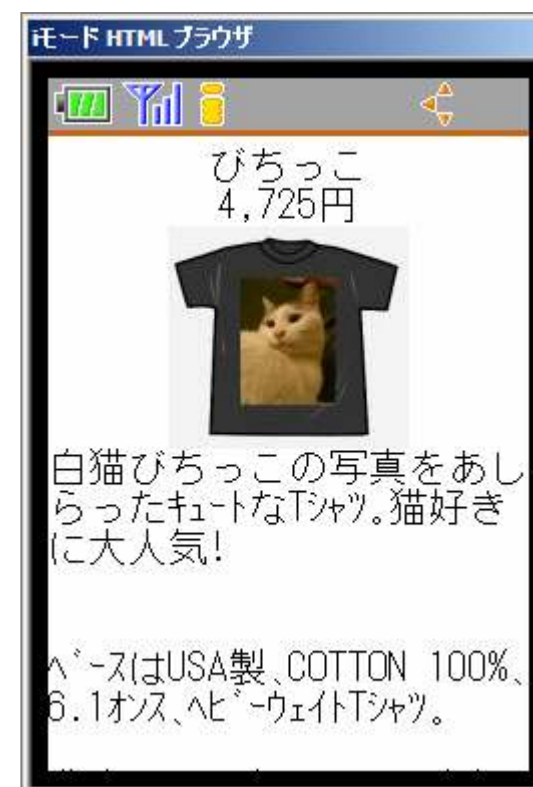 iモード HTML ブラウザ
びちっこ
4,725円
白猫びちっこの写真をあし
らったｷｭｰﾄなTｼｬﾂ。猫好き
に大人気!
ﾍﾞｰｽはUSA製、COTTON 100%、
6.1ｵﾝｽ、ﾍﾋﾞｰｳｪｲﾄTｼｬﾂ。